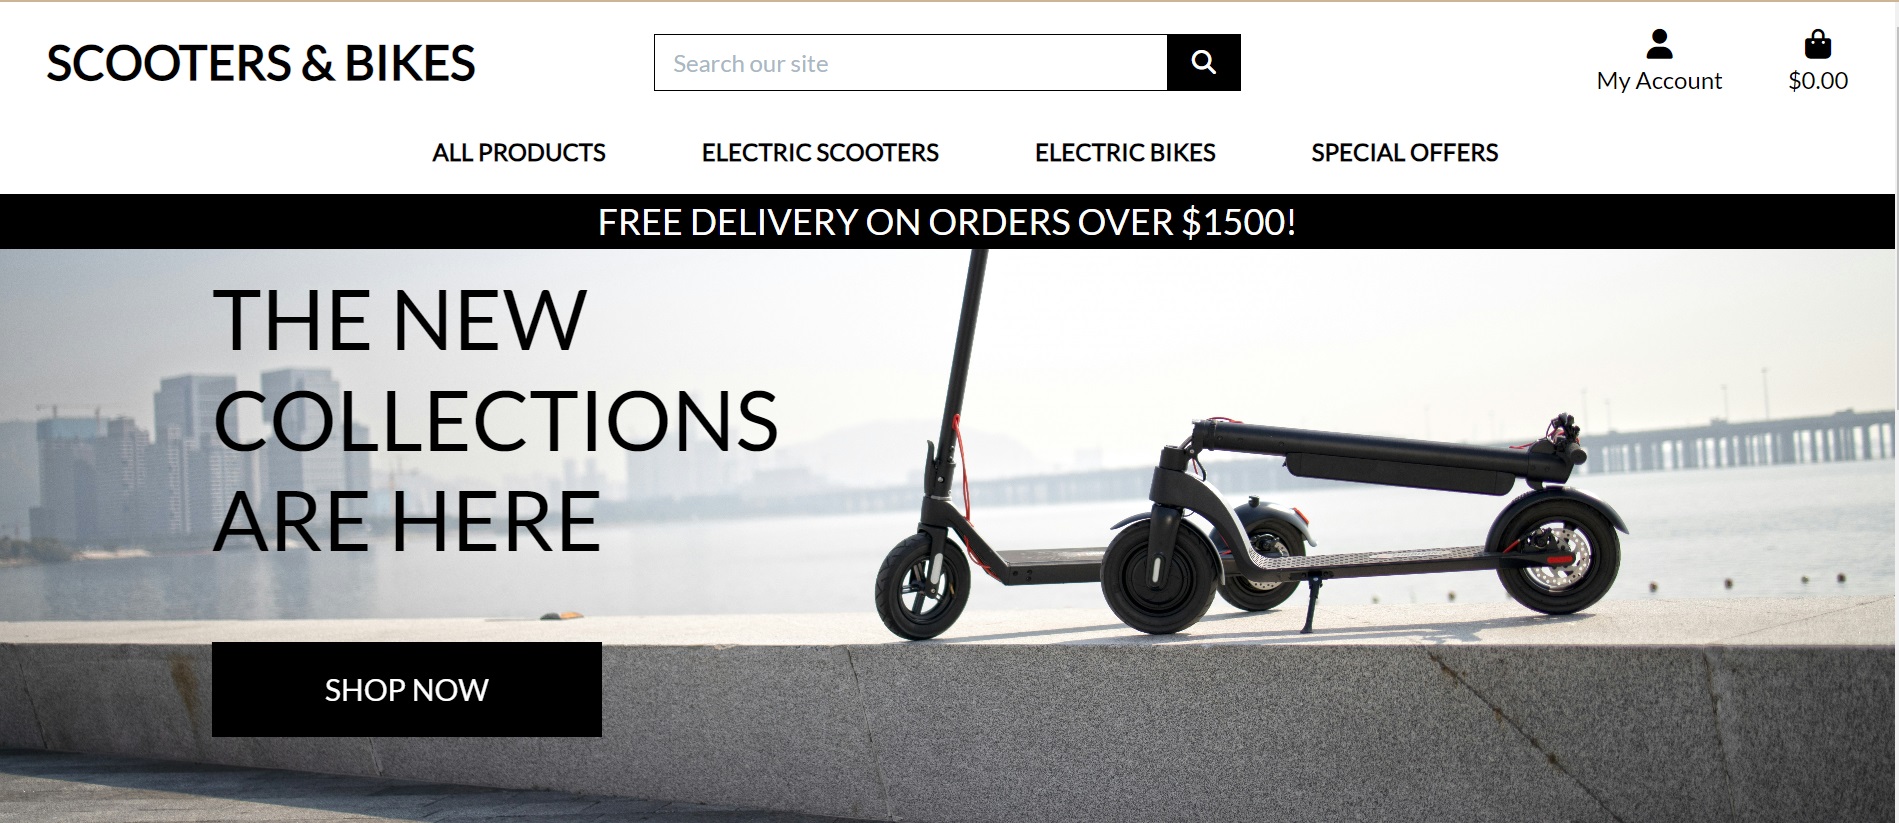 SCOOTERS & BIKES
Search our site
My Account
$0.00
ALL PRODUCTS
ELECTRIC SCOOTERS
ELECTRIC BIKES
SPECIAL OFFERS
FREE DELIVERY ON ORDERS OVER $1500!
THE NEW
COLLECTIONS
ARE HERE
SHOP NOW